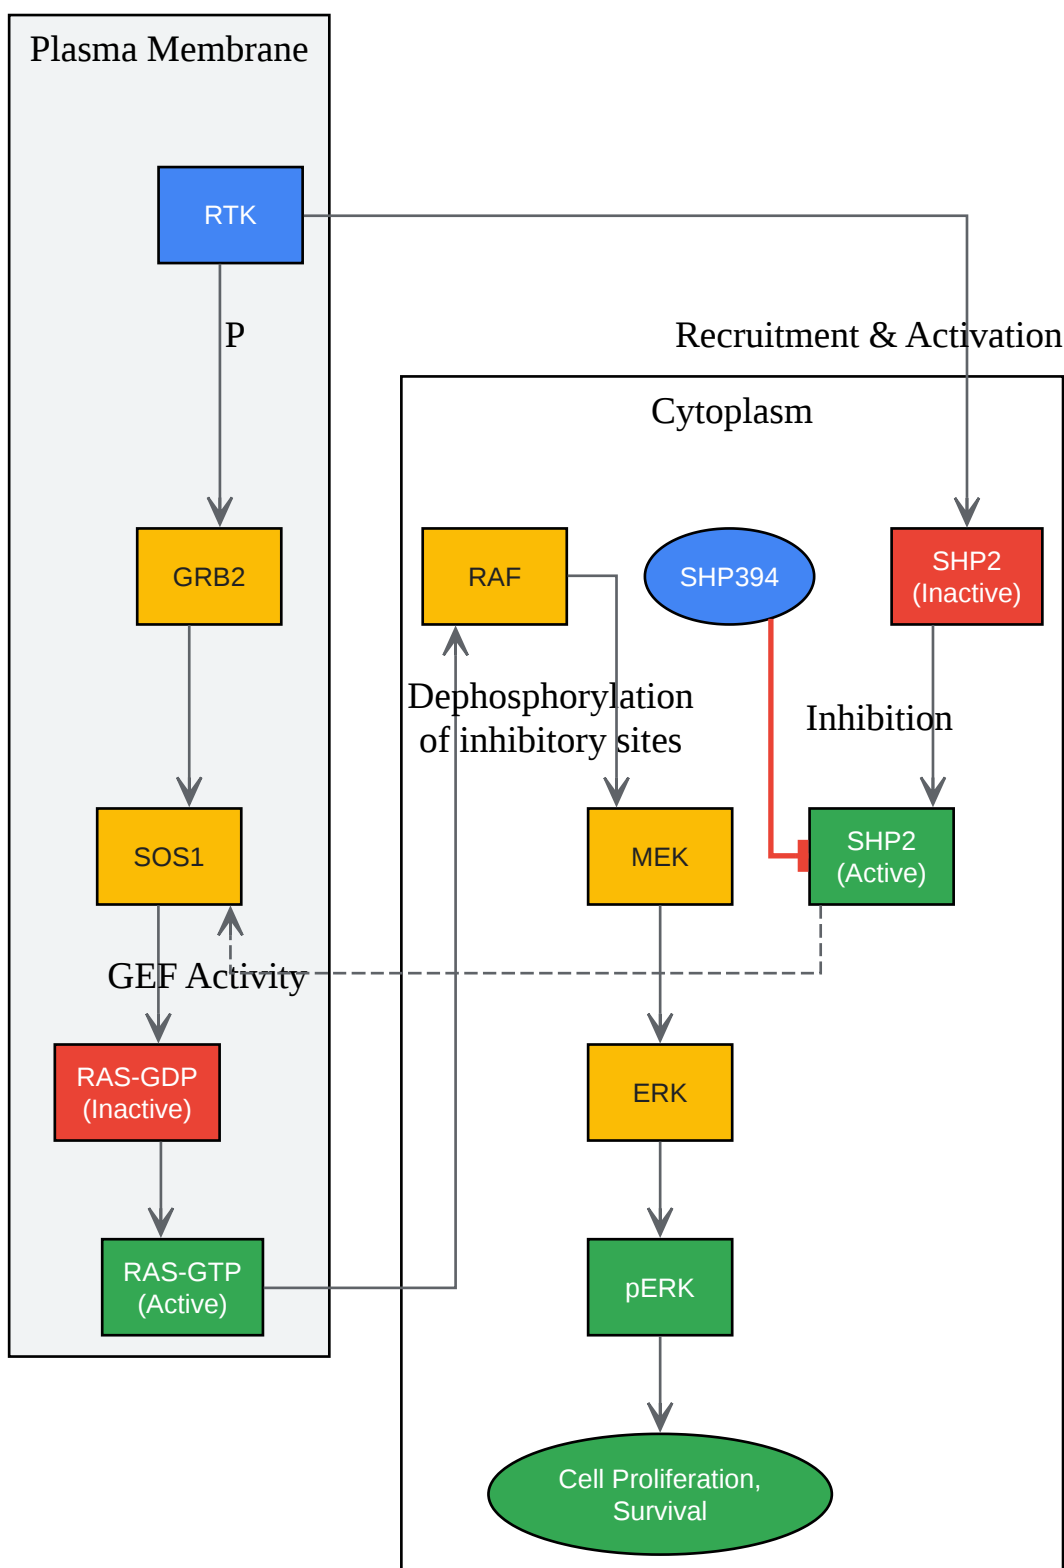 Plasma Membrane
RTK
P
Recruitment & Activation
Cytoplasm
GRB2
RAF
SHP394
SHP2
(Inactive)
Dephosphorylation
of inhibitory sites
Inhibition
SOS1
MEK
SHP2
(Active)
GEF Activity
RAS-GDP
(Inactive)
ERK
RAS-GTP
(Active)
pERK
Cell Proliferation,
Survival